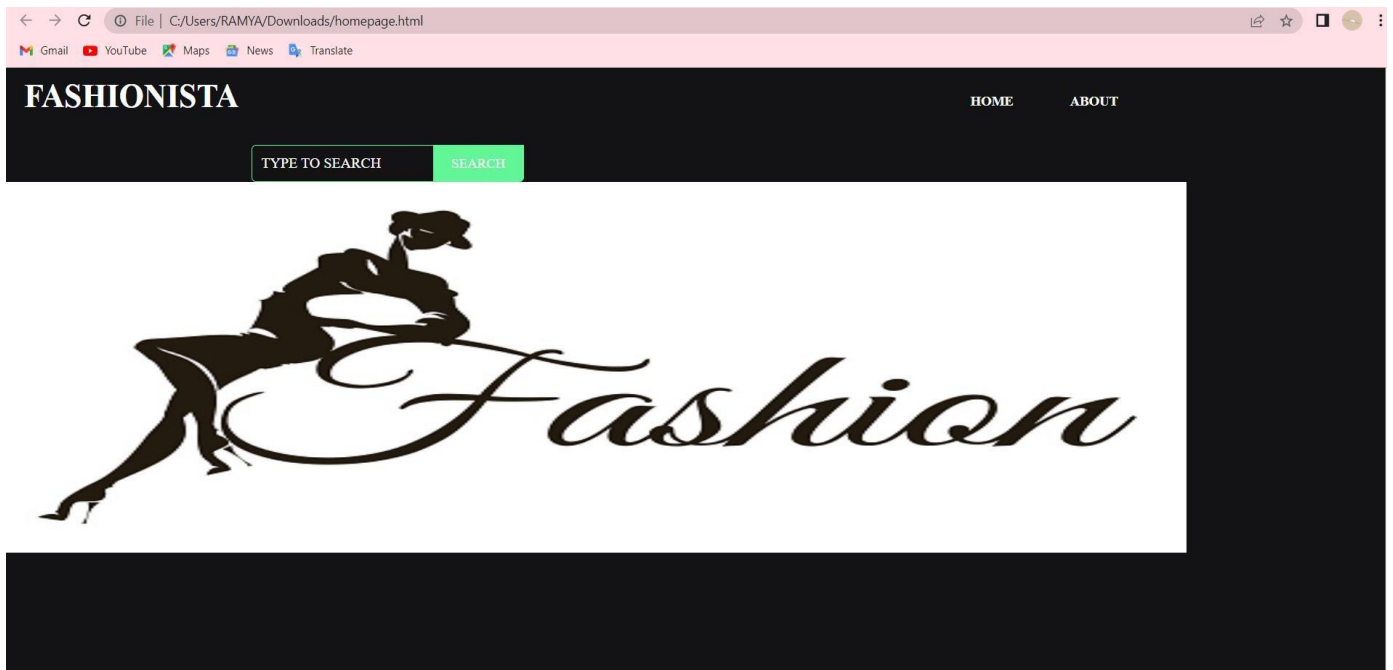 File | C:/Users/RAMYA/Downloads/homepage.html
Gmail YouTube Maps News Translate
FASHIONISTA HOME ABOUT
TYPE TO SEARCH SEARCH
Fashion